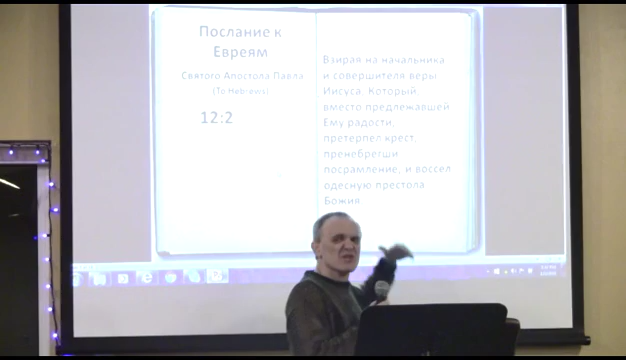 Послание к
Евреям
Святого Апостола Павла
(To Hebrews)
12:2
Взирая на начальника
и совершителя веры
Иисуса, Который,
вместо предлежавшей
Ему радости,
претерпел крест,
пренебрегши
посрамление, и воссел
одесную престола
Божия